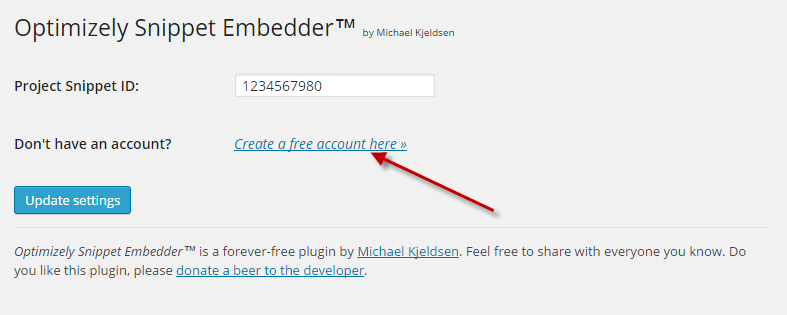 Optimizely Snippet Embedder™ by Michael Kjeldsen
Project Snippet ID: 1234567980
Don't have an account? Create a free account here »
Update settings
Optimizely Snippet Embedder™ is a forever-free plugin by Michael Kjeldsen. Feel free to share with everyone you know. Do
you like this plugin, please donate a beer to the developer.